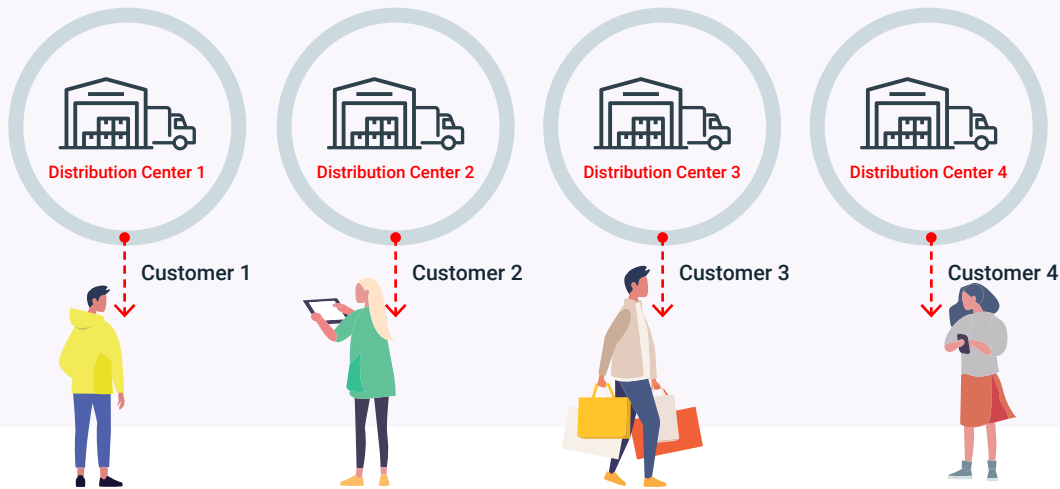 Distribution Center 1
Distribution Center 2
Distribution Center 3
Distribution Center 4
Customer 1
Customer 2
Customer 3
Customer 4